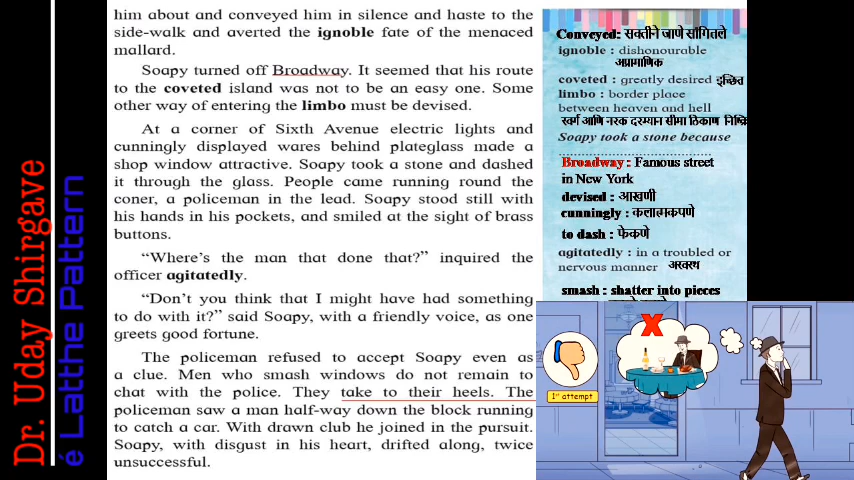 Dr. Uday Shirgave
é Latthe Pattern
him about and conveyed him in silence and haste to the
side-walk and averted the ignoble fate of the menaced
mallard.
Soapy turned off Broadway. It seemed that his route
to the coveted island was not to be an easy one. Some
other way of entering the limbo must be devised.
At a corner of Sixth Avenue electric lights and
cunningly displayed wares behind plateglass made a
shop window attractive. Soapy took a stone and dashed
it through the glass. People came running round the
coner, a policeman in the lead. Soapy stood still with
his hands in his pockets, and smiled at the sight of brass
buttons.
“Where's the man that done that?” inquired the
officer agitatedly.
“Don't you think that I might have had something
to do with it?” said Soapy, with a friendly voice, as one
greets good fortune.
The policeman refused to accept Soapy even as
a clue. Men who smash windows do not remain to
chat with the police. They take to their heels. The
policeman saw a man half-way down the block running
to catch a car. With drawn club he joined in the pursuit.
Soapy, with disgust in his heart, drifted along, twice
unsuccessful.
Conveyed: सक्तीने जाणे सांगितले
ignoble : dishonourable
अप्रामाणिक
coveted : greatly desired इच्छित
limbo : border place
between heaven and hell
स्वर्ग आणि नरक दरम्यान सीमा ठिकाण
Soapy took a stone because
Broadway : Famous street
in New York
devised : आखणी
cunningly : कलात्मकपणे
to dash : फेकणे
agitatedly : in a troubled or
nervous manner अस्वस्थ
smash : shatter into pieces
X
1st attempt